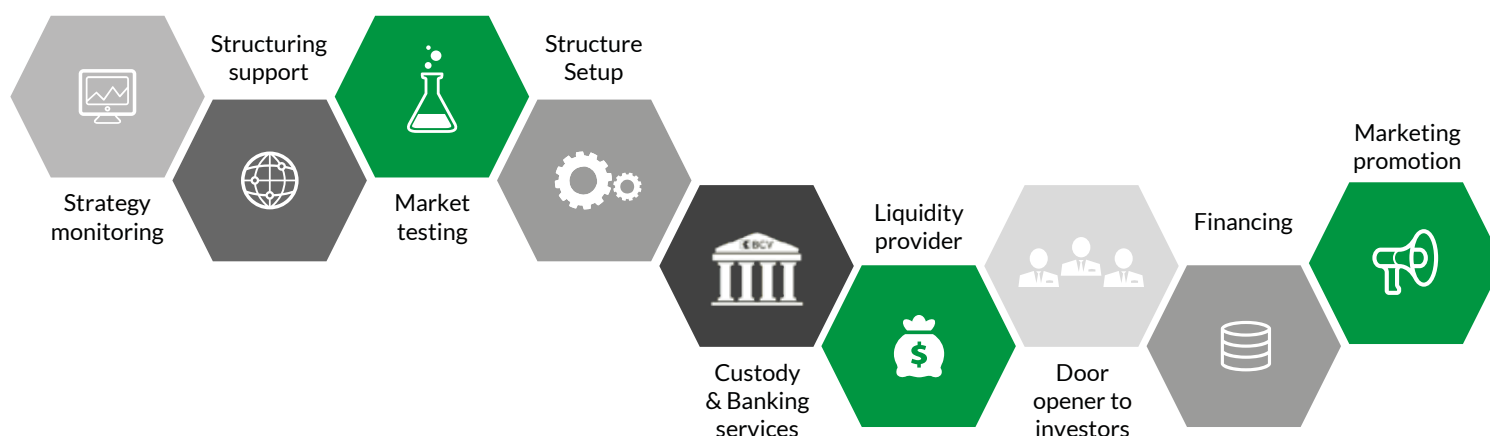 Structuring
support
Structure
Setup
Strategy
monitoring
Market
testing
BCV
Custody
& Banking
services
Liquidity
provider
Door
opener to
investors
Financing
Marketing
promotion
$